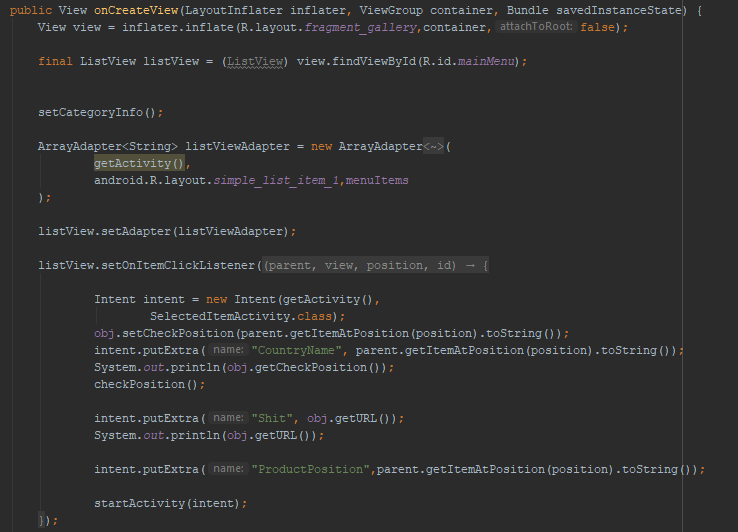 public View onCreateView(LayoutInflater inflater, ViewGroup container, Bundle savedInstanceState) {
View view = inflater.inflate(R.layout.fragment_gallery,container, attachToRoot: false);
final ListView listView = (ListView) view.findViewById(R.id.mainMenu);
setCategoryInfo();
ArrayAdapter<String> listViewAdapter = new ArrayAdapter<~>(
getActivity(),
android.R.layout.simple_list_item_1,menuItems
);
listView.setAdapter(listViewAdapter);
listView.setOnItemClickListener((parent, view, position, id) → {
Intent intent = new Intent(getActivity(),
SelectedItemActivity.class);
obj.setCheckPosition(parent.getItemAtPosition(position).toString());
intent.putExtra( name: "CountryName", parent.getItemAtPosition(position).toString());
System.out.println(obj.getCheckPosition());
checkPosition();
intent.putExtra( name: "Shit", obj.getURL());
System.out.println(obj.getURL());
intent.putExtra( name: "ProductPosition",parent.getItemAtPosition(position).toString());
startActivity(intent);
});